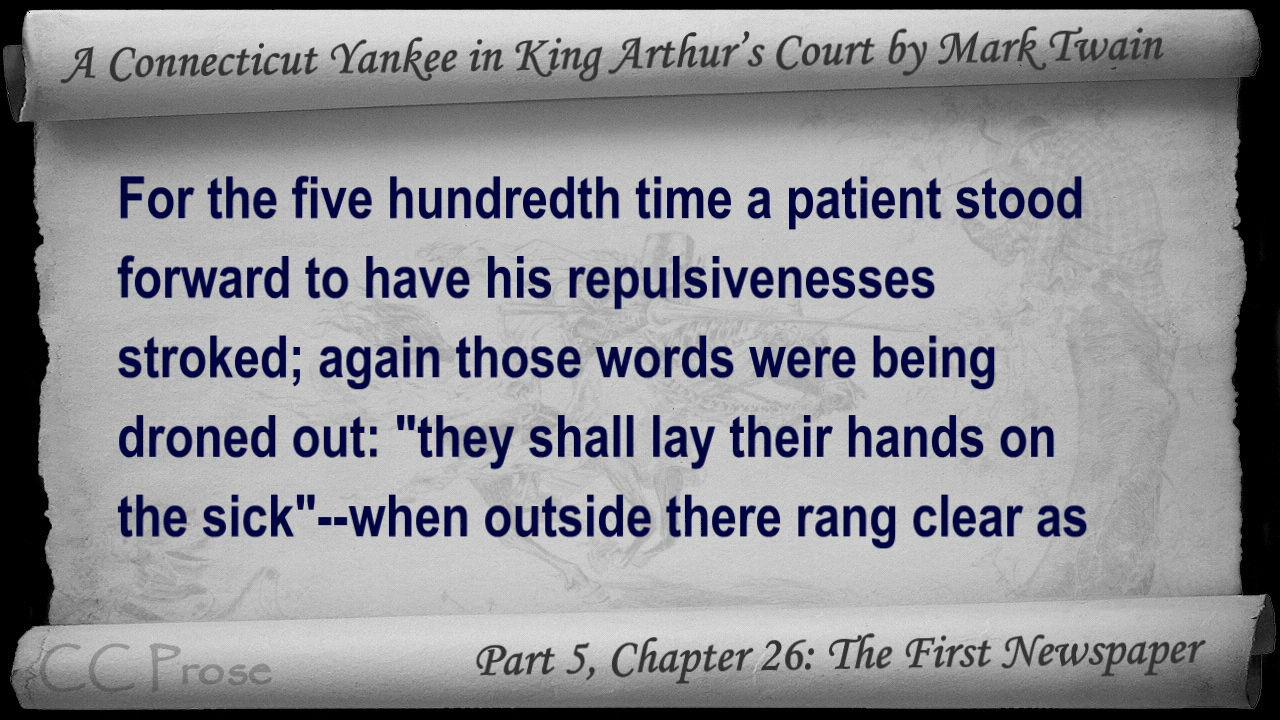 A Connecticut Yankee in King Arthur's Court by Mark Twain
For the five hundredth time a patient stood
forward to have his repulsivenesses
stroked; again those words were being
droned out: "they shall lay their hands on
the sick"--when outside there rang clear as
CC Prose
Part 5, Chapter 26: The First Newspaper